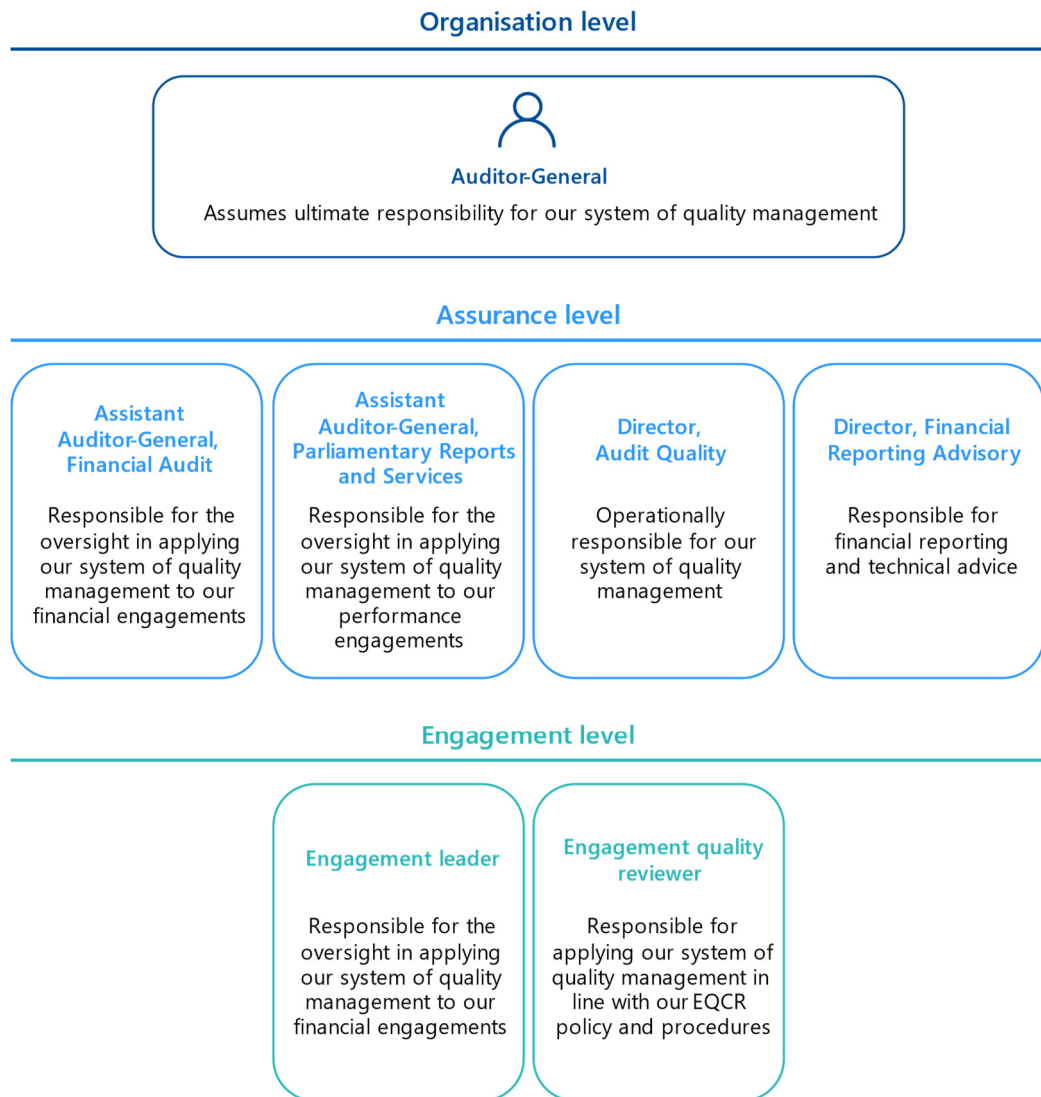 Organisation level
Auditor-General
Assumes ultimate responsibility for our system of quality management
Assurance level
Assistant
Auditor-General,
Financial Audit
Responsible for the
oversight in applying
our system of quality
management to our
financial engagements
Assistant
Auditor-General,
Parliamentary Reports
and Services
Responsible for the
oversight in applying
our system of quality
management to our
performance
engagements
Director,
Audit Quality
Operationally
responsible for our
system of quality
management
Director, Financial
Reporting Advisory
Responsible for
financial reporting
and technical advice
Engagement level
Engagement leader
Responsible for the
oversight in applying
our system of quality
management to our
financial engagements
Engagement quality
reviewer
Responsible for
applying our system of
quality management in
line with our EQCR
policy and procedures